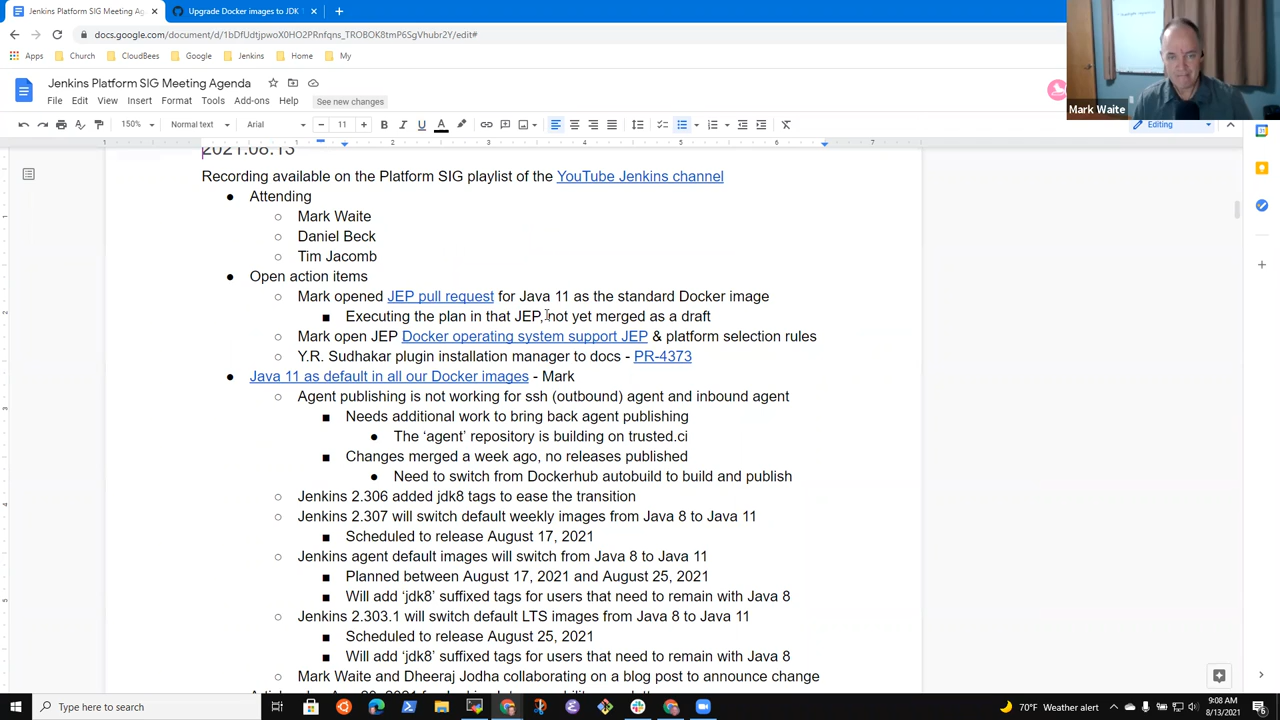 Jenkins Platform SIG Meeting Ag
Upgrade Docker images to JDK
docs.google.com/document/d/1bDfUdtjpwoX0HO2PRnfqns_TROBOK8tmP6SgVhubr2Y/edit#
Apps
Church
CloudBees
Google
Jenkins
Home
My
Jenkins Platform SIG Meeting Agenda
File Edit View Insert Format Tools Add-ons Help See new changes
150% Normal text Arial 11 Editing
Mark Waite
1 1 2 3 4 5 6 7
2021.08.13
Recording available on the Platform SIG playlist of the YouTube Jenkins channel
● Attending
○ Mark Waite
○ Daniel Beck
○ Tim Jacomb
● Open action items
○ Mark opened JEP pull request for Java 11 as the standard Docker image
■ Executing the plan in that JEP, not yet merged as a draft
○ Mark open JEP Docker operating system support JEP & platform selection rules
○ Y.R. Sudhakar plugin installation manager to docs - PR-4373
● Java 11 as default in all our Docker images - Mark
○ Agent publishing is not working for ssh (outbound) agent and inbound agent
■ Needs additional work to bring back agent publishing
● The ‘agent’ repository is building on trusted.ci
■ Changes merged a week ago, no releases published
● Need to switch from Dockerhub autobuild to build and publish
○ Jenkins 2.306 added jdk8 tags to ease the transition
○ Jenkins 2.307 will switch default weekly images from Java 8 to Java 11
■ Scheduled to release August 17, 2021
○ Jenkins agent default images will switch from Java 8 to Java 11
■ Planned between August 17, 2021 and August 25, 2021
■ Will add ‘jdk8’ suffixed tags for users that need to remain with Java 8
○ Jenkins 2.303.1 will switch default LTS images from Java 8 to Java 11
■ Scheduled to release August 25, 2021
■ Will add ‘jdk8’ suffixed tags for users that need to remain with Java 8
○ Mark Waite and Dheeraj Jodha collaborating on a blog post to announce change
Type here to search
70°F Weather alert
9:08 AM
8/13/2021